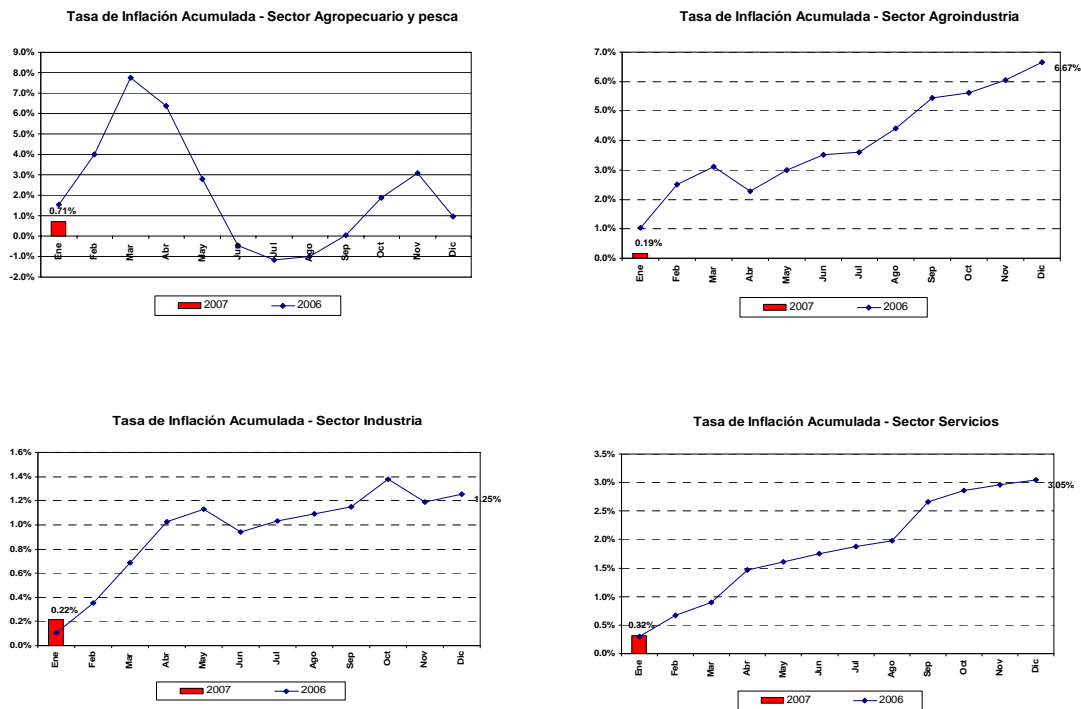 Tasa de Inflación Acumulada - Sector Agropecuario y pesca
9.0%
8.0%
7.0%
6.0%
5.0%
4.0%
3.0%
2.0%
1.0%
0.0%
-1.0%
-2.0%
0.71%
Ene
Feb
Mar
Abr
May
Jun
Jul
Ago
Sep
Oct
Nov
Dic
2007
2006
Tasa de Inflación Acumulada - Sector Agroindustria
7.0%
6.0%
5.0%
4.0%
3.0%
2.0%
1.0%
0.0%
6.67%
0.19%
Ene
Feb
Mar
Abr
May
Jun
Jul
Ago
Sep
Oct
Nov
Dic
2007
2006
Tasa de Inflación Acumulada - Sector Industria
1.6%
1.4%
1.2%
1.0%
0.8%
0.6%
0.4%
0.2%
0.0%
1.25%
0.22%
Ene
Feb
Mar
Abr
May
Jun
Jul
Ago
Sep
Oct
Nov
Dic
2007
2006
Tasa de Inflación Acumulada - Sector Servicios
3.5%
3.0%
2.5%
2.0%
1.5%
1.0%
0.5%
0.0%
3.05%
0.32%
Ene
Feb
Mar
Abr
May
Jun
Jul
Ago
Sep
Oct
Nov
Dic
2007
2006